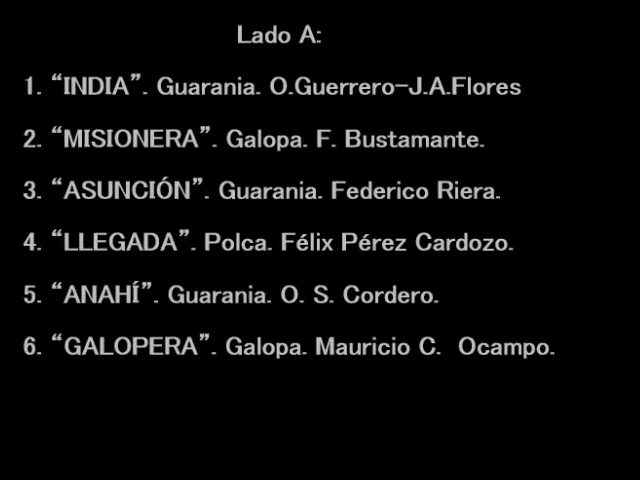 Lado A:
1. “INDIA”. Guarania. O.Guerrero-J.A.Flores
2. “MISIONERA”. Galopa. F. Bustamante.
3. “ASUNCIÓN”. Guarania. Federico Riera.
4. “LLEGADA”. Polca. Félix Pérez Cardozo.
5. “ANAHÍ”. Guarania. O. S. Cordero.
6. “GALOPERA”. Galopa. Mauricio C.  Ocampo.